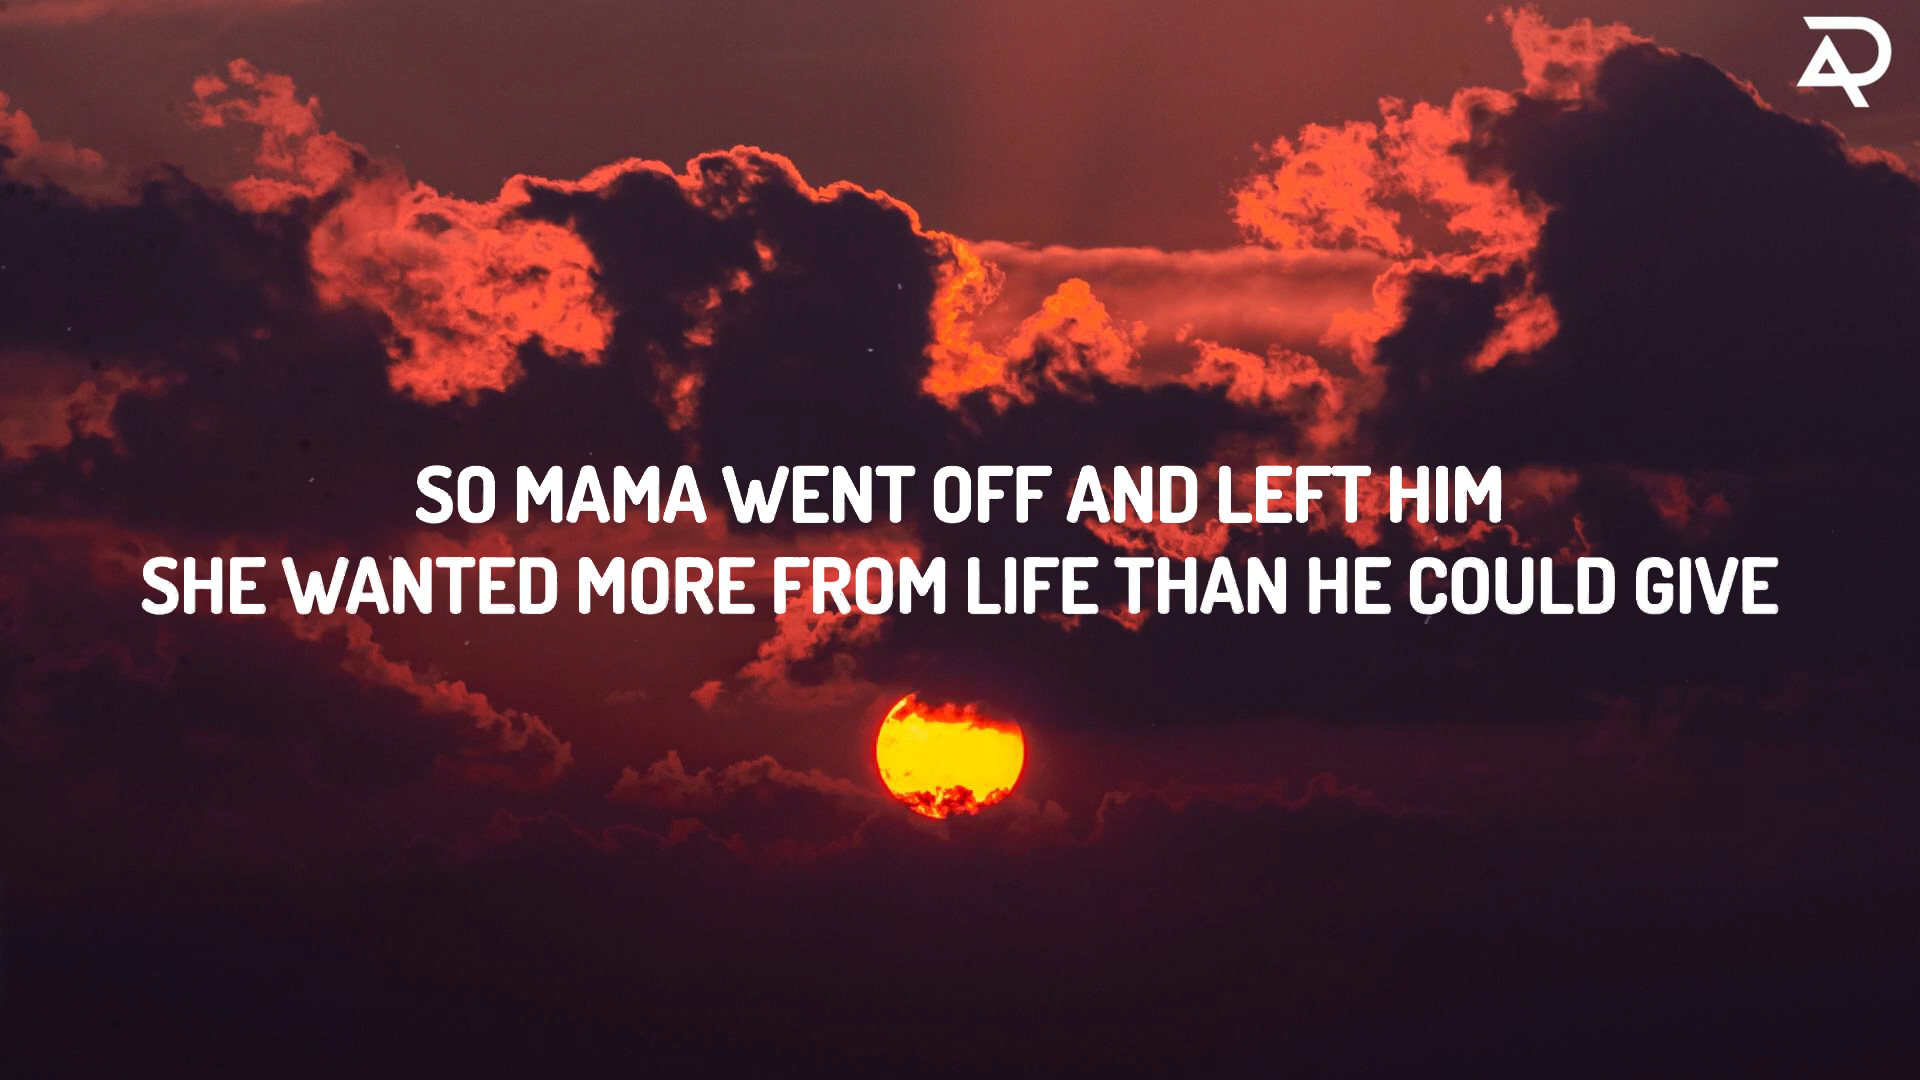 SO MAMA WENT OFF AND LEFT HIM
SHE WANTED MORE FROM LIFE THAN HE COULD GIVE